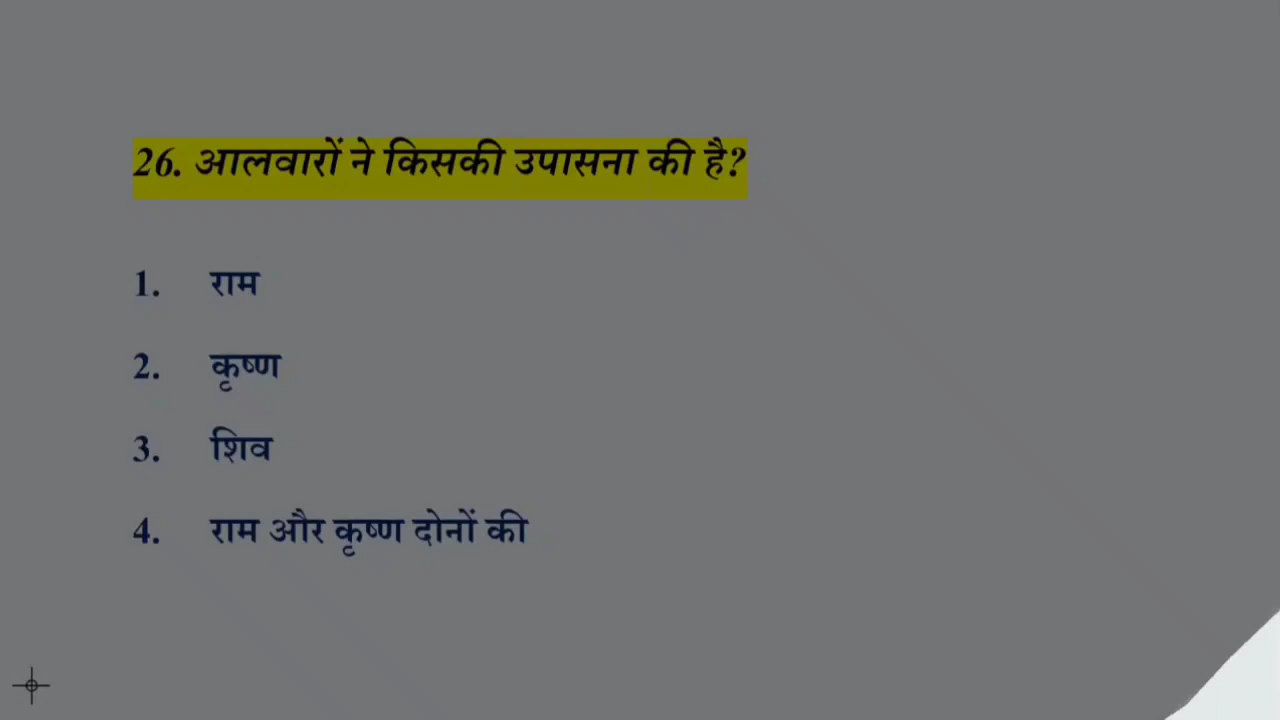 26. आलवारों ने किसकी उपासना की है?
1. राम
2. कृष्ण
3. शिव
4. राम और कृष्ण दोनों की